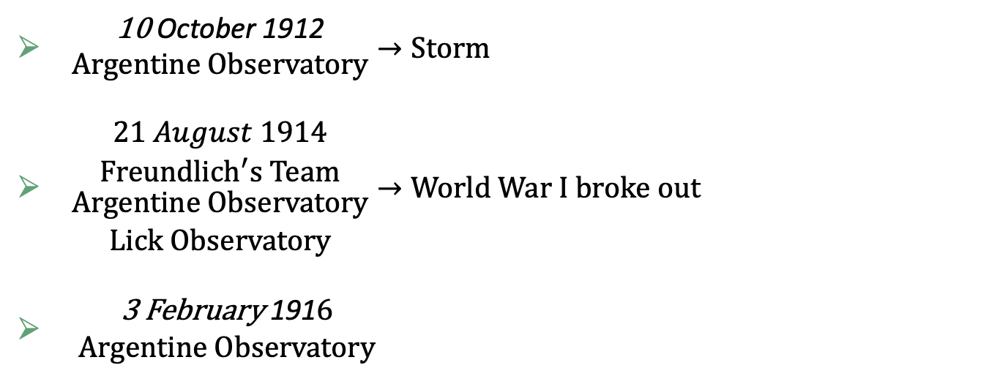 10 October 1912
Argentine Observatory → Storm
21 August 1914
Freundlich's Team
Argentine Observatory → World War I broke out
Lick Observatory
3 February 1916
Argentine Observatory